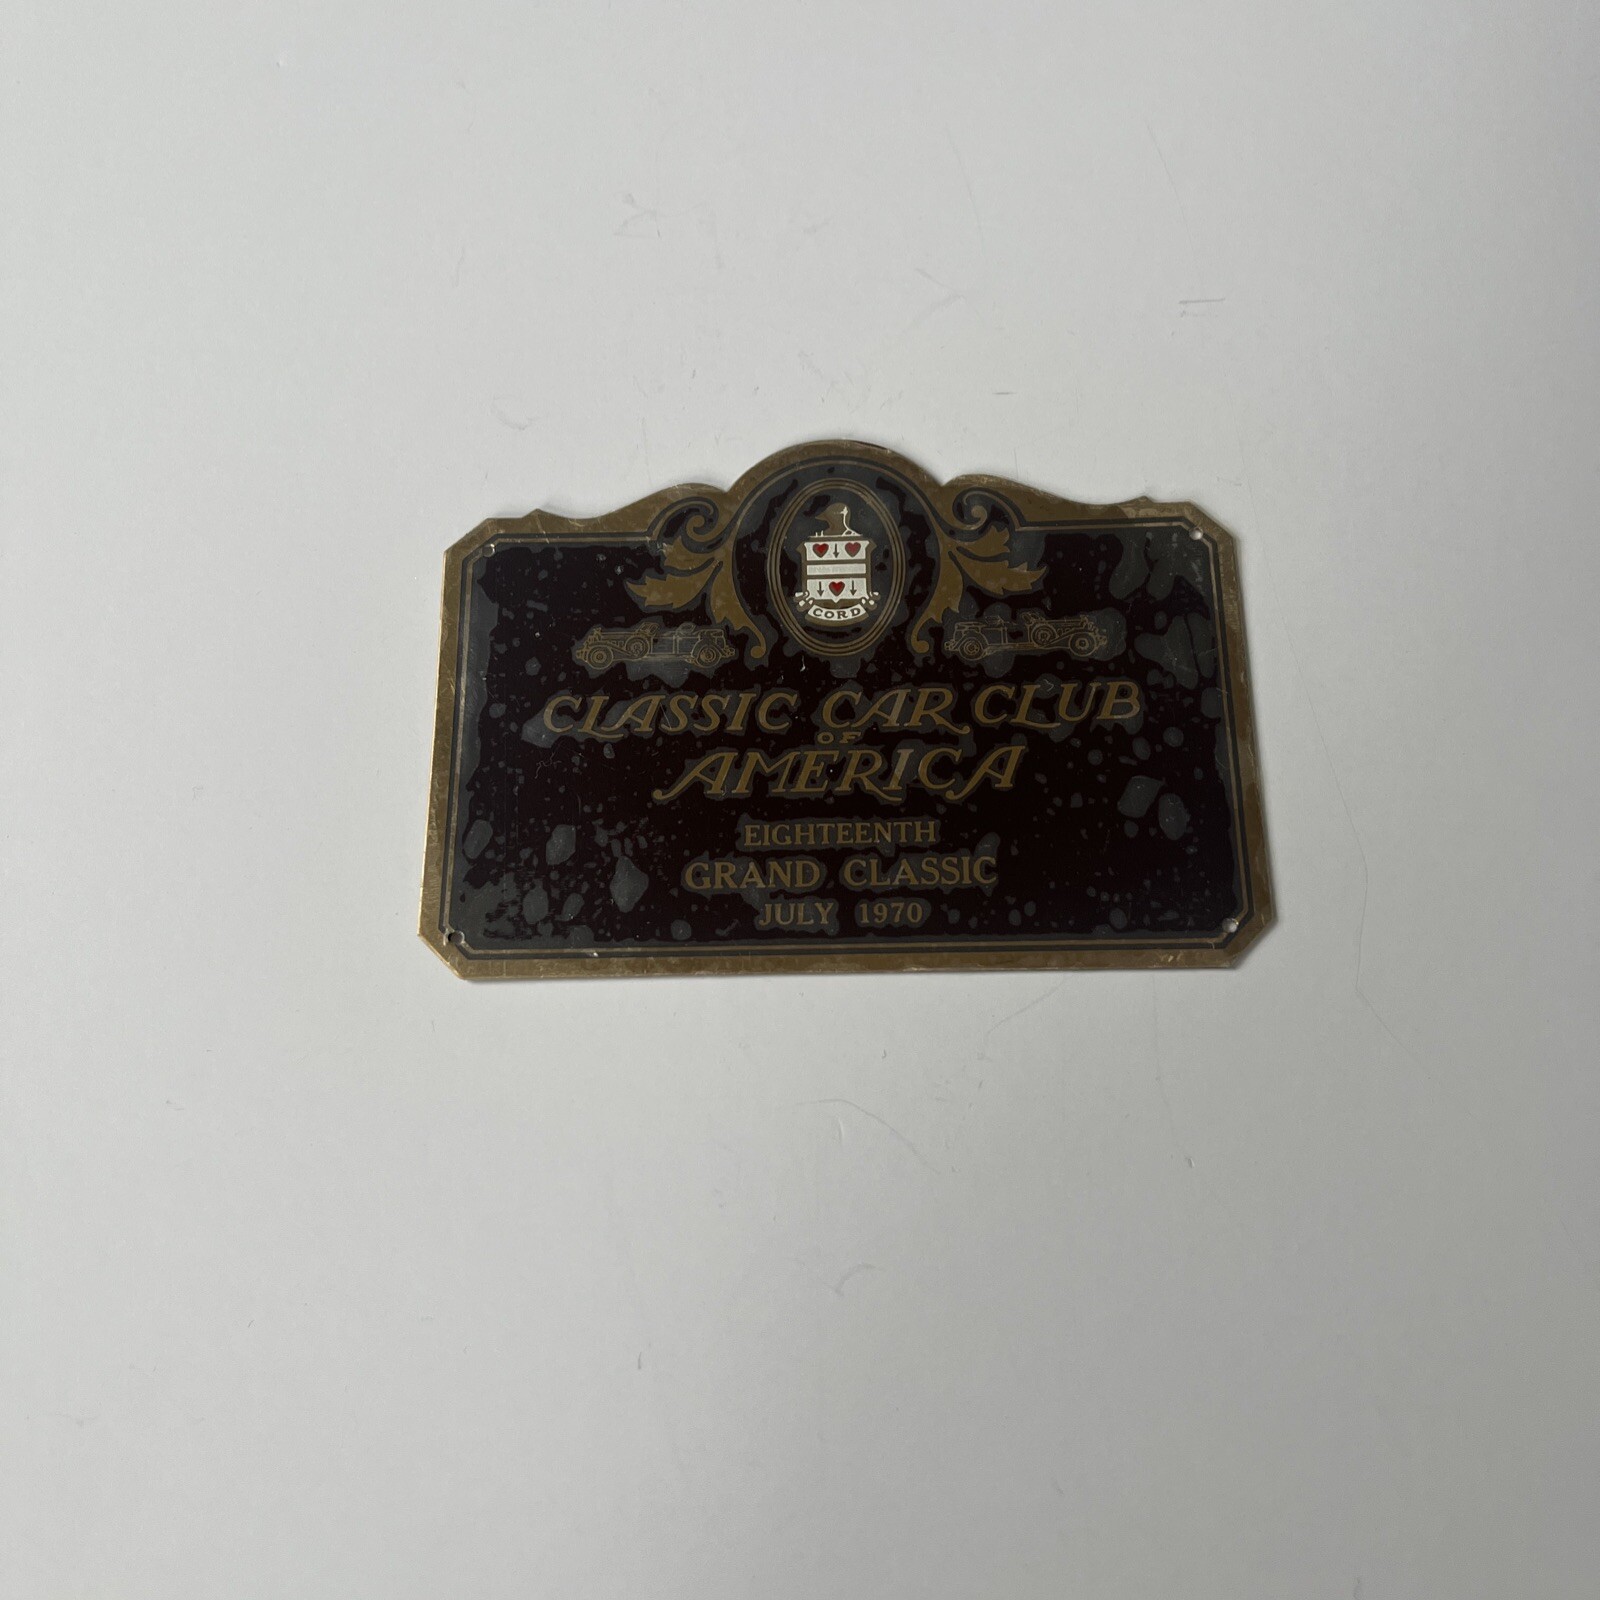 CORD
CLASSIC CAR CLUB
OF
AMERICA
EIGHTEENTH
GRAND CLASSIC
JULY 1970